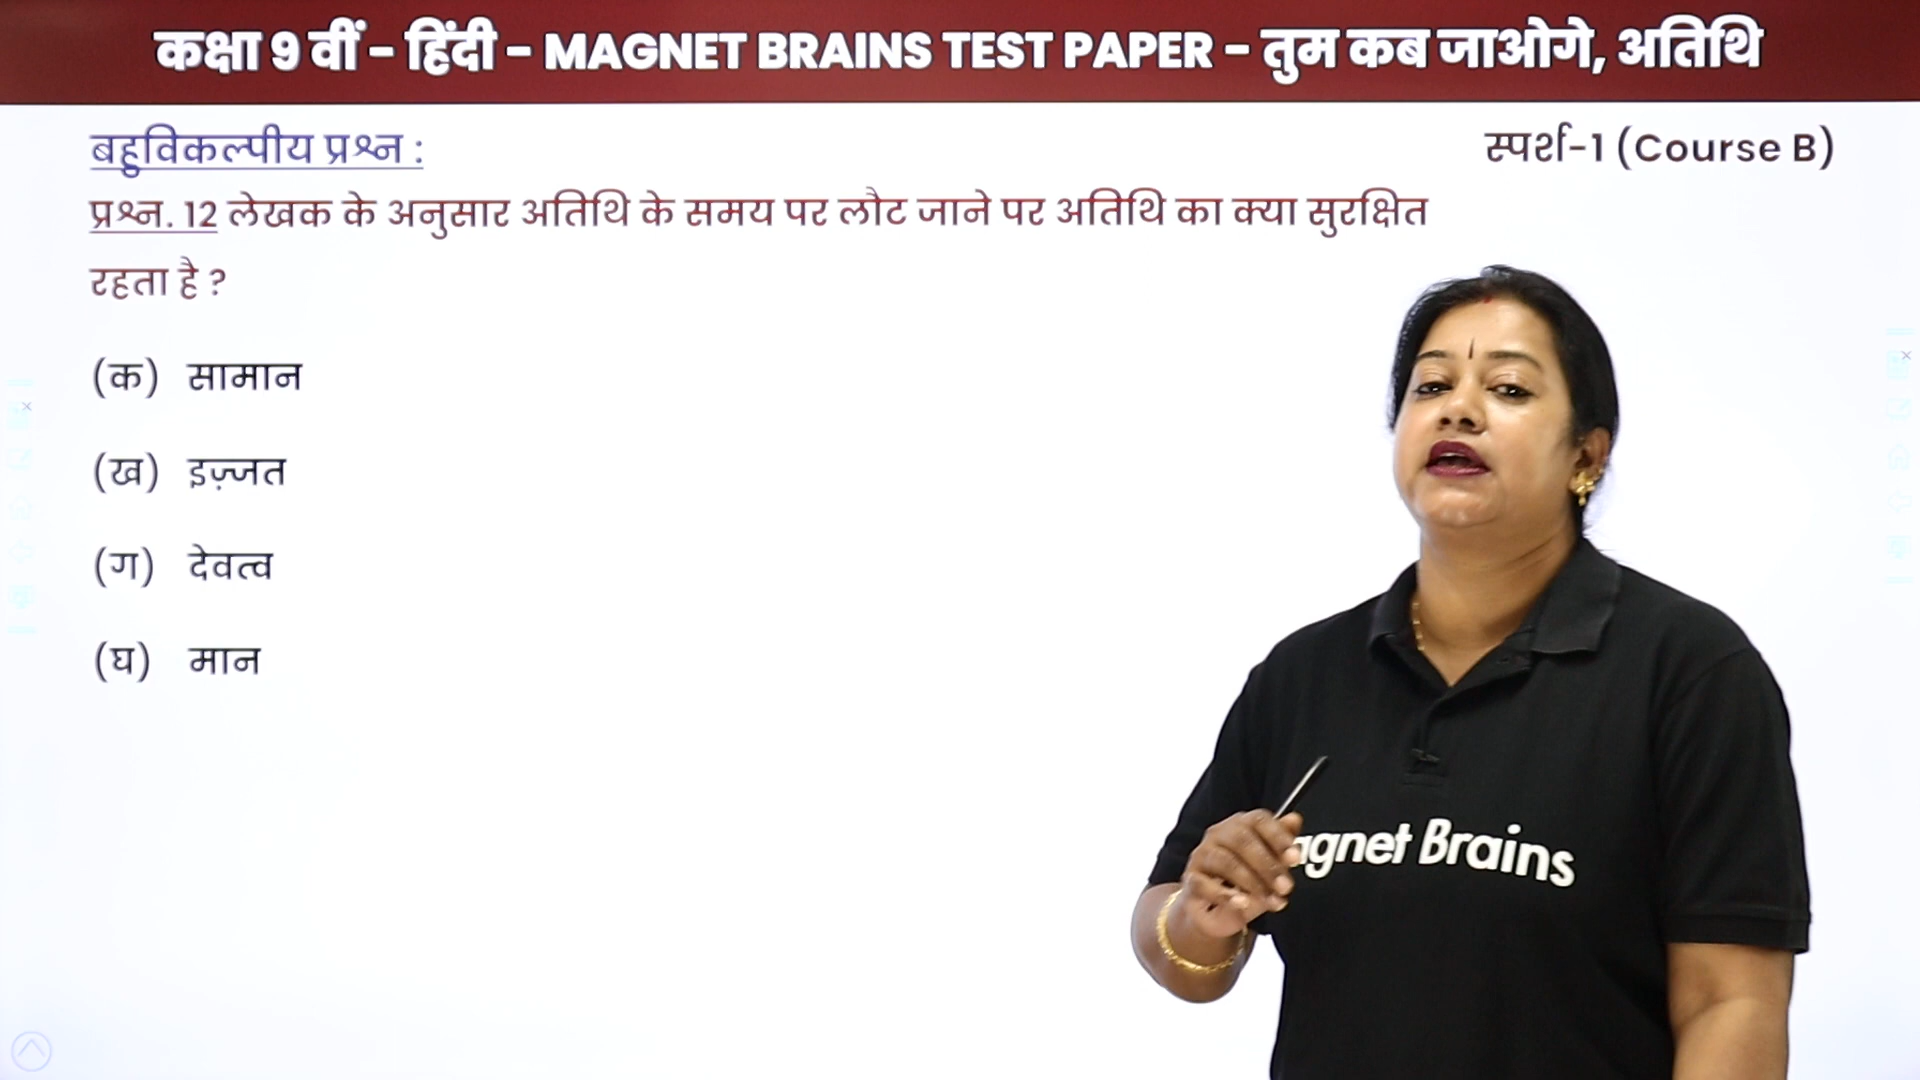 कक्षा 9 वीं – हिंदी – MAGNET BRAINS TEST PAPER – तुम कब जाओगे, अतिथि
बहुविकल्पीय प्रश्न :
स्पर्श-1 (Course B)
प्रश्न. 12 लेखक के अनुसार अतिथि के समय पर लौट जाने पर अतिथि का क्या सुरक्षित
रहता है ?
(क) सामान
(ख) इज़्ज़त
(ग) देवत्व
(घ) मान
agnet Brains